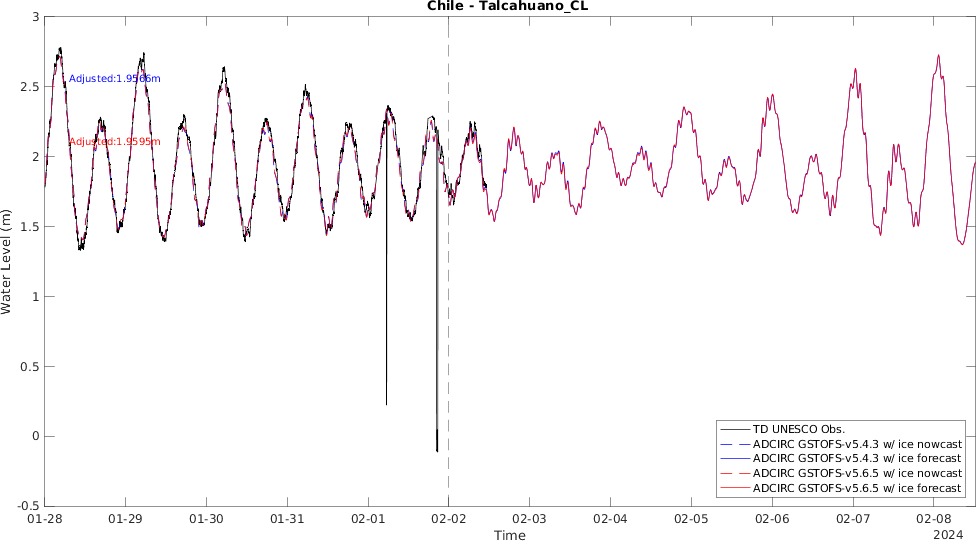 Chile - Talcahuano_CL
3
2.5
2
1.5
1
0.5
0
-0.5
Water Level (m)
Adjusted:1.9566m
Adjusted:1.9595m
TD UNESCO Obs.
ADCIRC GSTOFS-v5.4.3 w/ ice nowcast
ADCIRC GSTOFS-v5.4.3 w/ ice forecast
ADCIRC GSTOFS-v5.6.5 w/ ice nowcast
ADCIRC GSTOFS-v5.6.5 w/ ice forecast
01-28 01-29 01-30 01-31 02-01 02-02 02-03 02-04 02-05 02-06 02-07 02-08
Time
2024